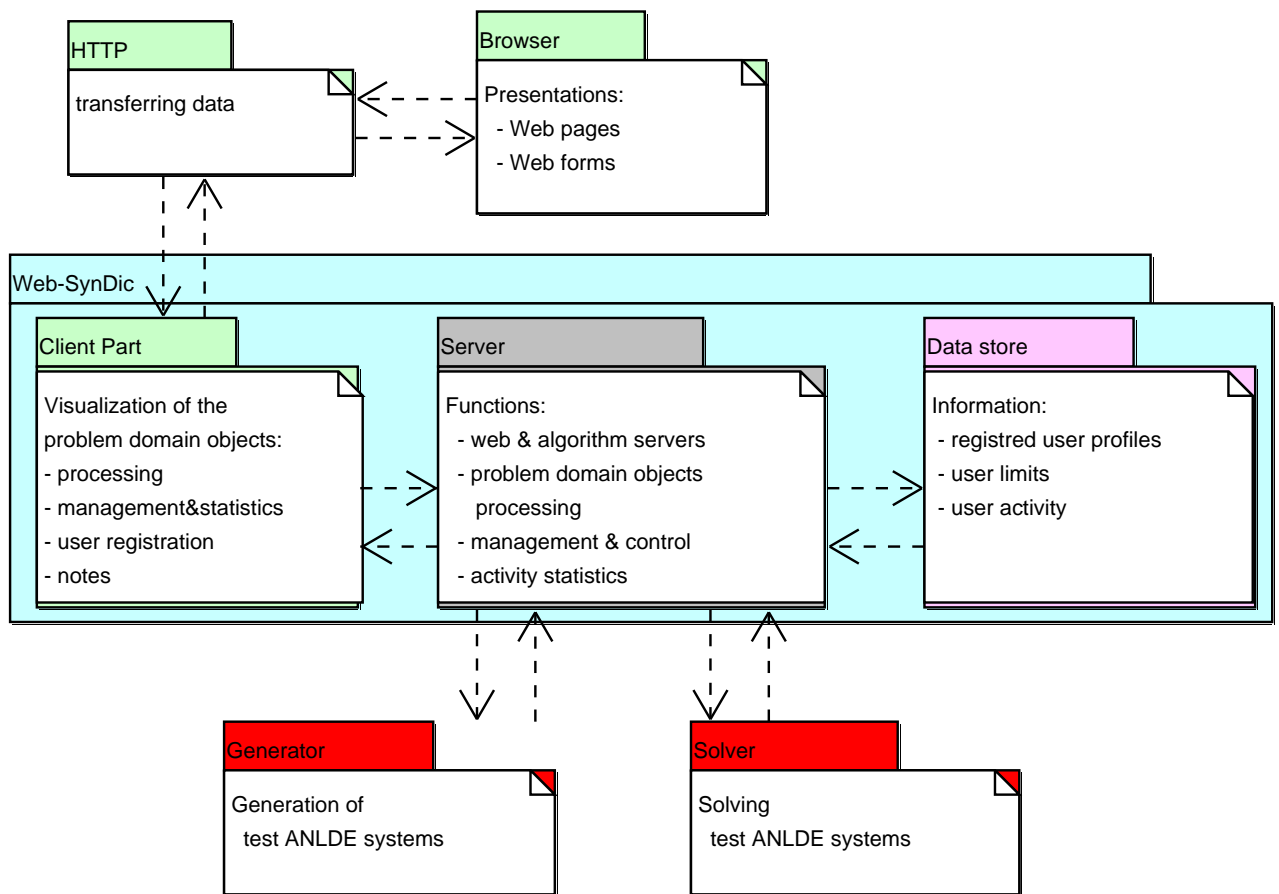 HTTP
transferring data
Browser
Presentations:
- Web pages
- Web forms
Web-SynDic
Client Part
Visualization of the
problem domain objects:
- processing
- management&statistics
- user registration
- notes
Server
Functions:
- web & algorithm servers
- problem domain objects
processing
- management & control
- activity statistics
Data store
Information:
- registred user profiles
- user limits
- user activity
Generator
Generation of
test ANLDE systems
Solver
Solving
test ANLDE systems